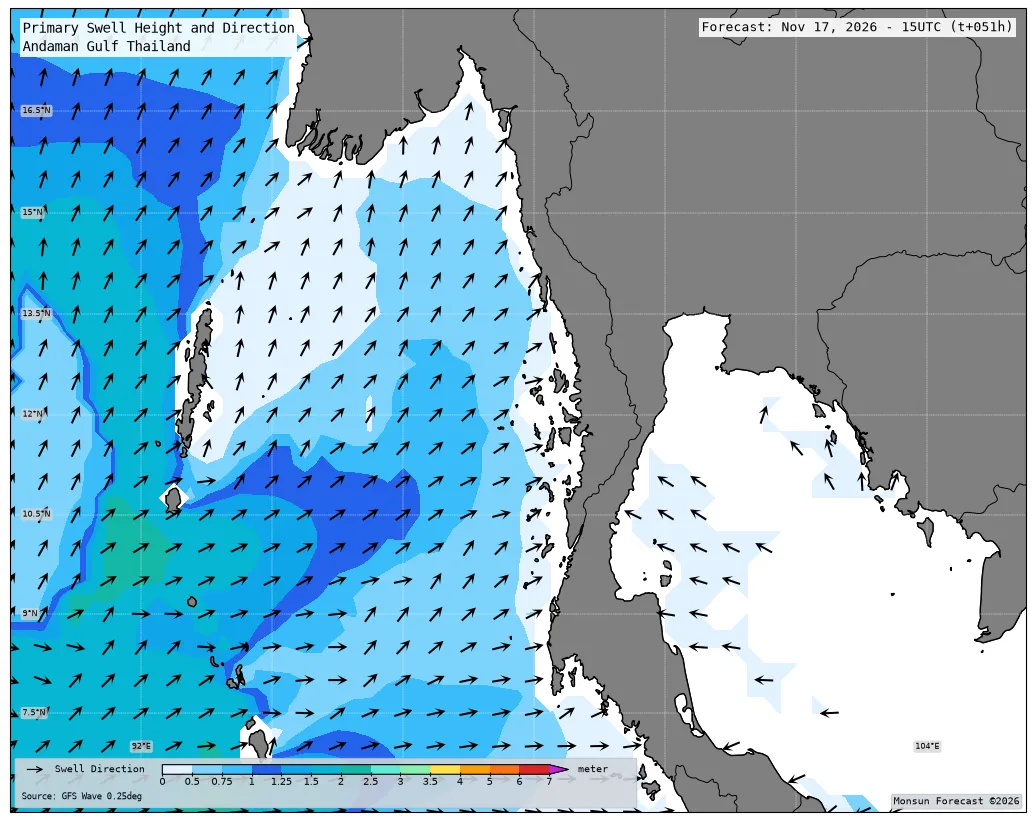 Primary Swell Height and Direction
Andaman Gulf Thailand
Forecast: Nov 17, 2026 - 15UTC (t+051h)
16.5°N
15°N
13.5°N
12°N
10.5°N
9°N
7.5°N
92°E
104°E
Swell Direction
0 0.5 0.75 1 1.25 1.5 2 2.5 3 3.5 4 5 6 7
meter
Source: GFS Wave 0.25deg
Monsun Forecast ©2026